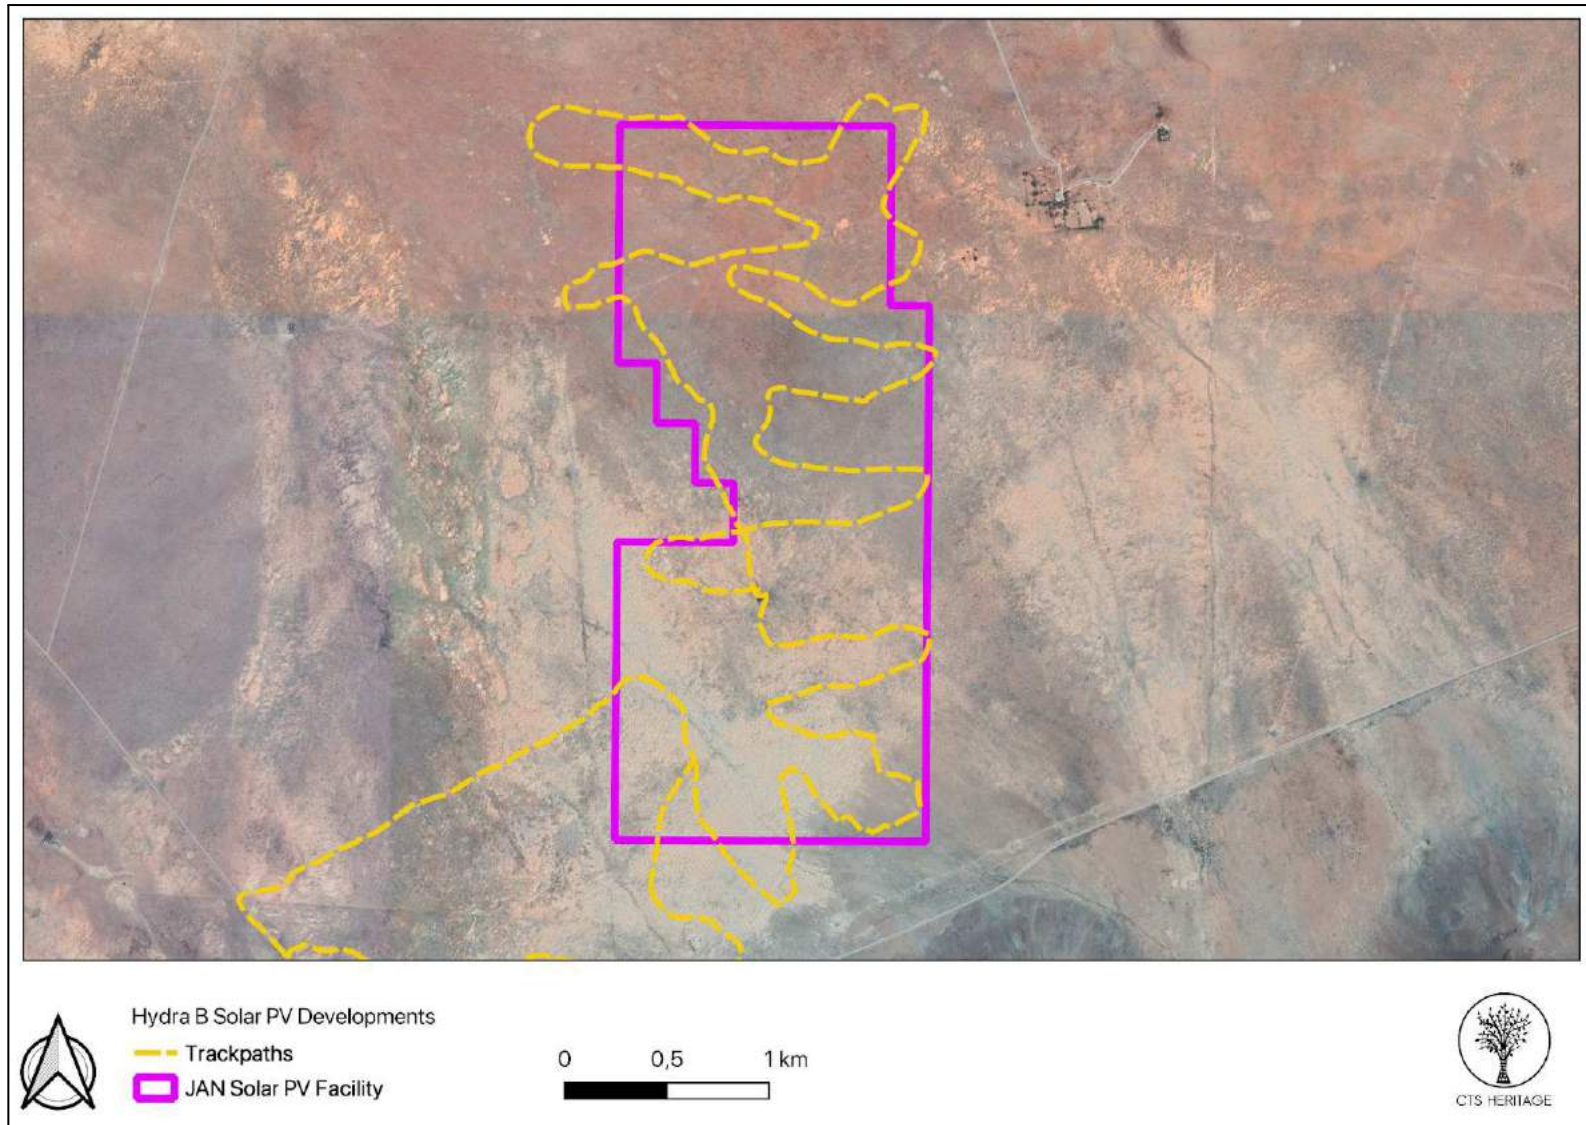 Hydra B Solar PV Developments
Trackpaths
JAN Solar PV Facility
0 0,5 1 km
CTS HERITAGE